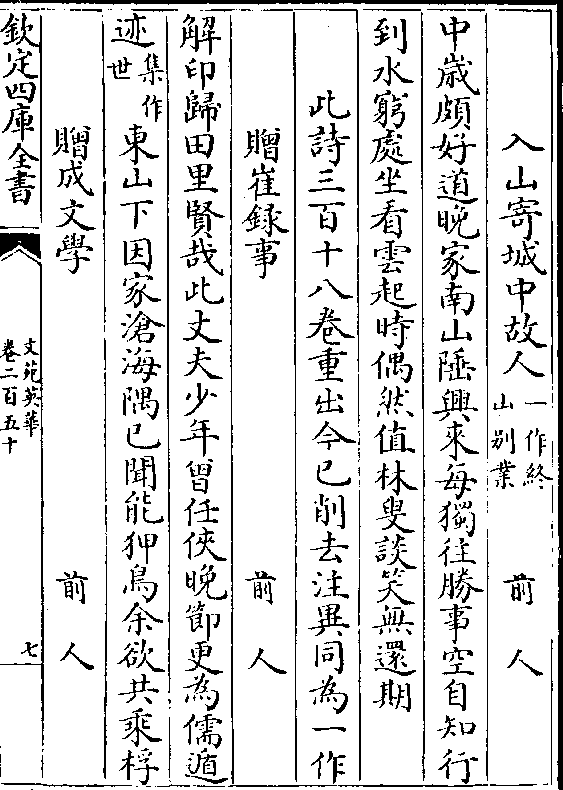 入山寄城中故人一作終山别業　前人
中歲頗好道晚家南山陲興來每獨往勝事空自知行
到水窮處坐看雲起時偶然值林叟談笑無還期
此詩三百十八卷重出今已削去注異同為一作
贈崔録事　前人
解印歸田里賢哉此丈夫少年曾任俠晚節更為儒遁
迹集作世東山下因家滄海隅已聞能狎鳥余欲共乘桴
贈成文學　前人
欽定四庫全書
文苑英華
卷二百五十
七